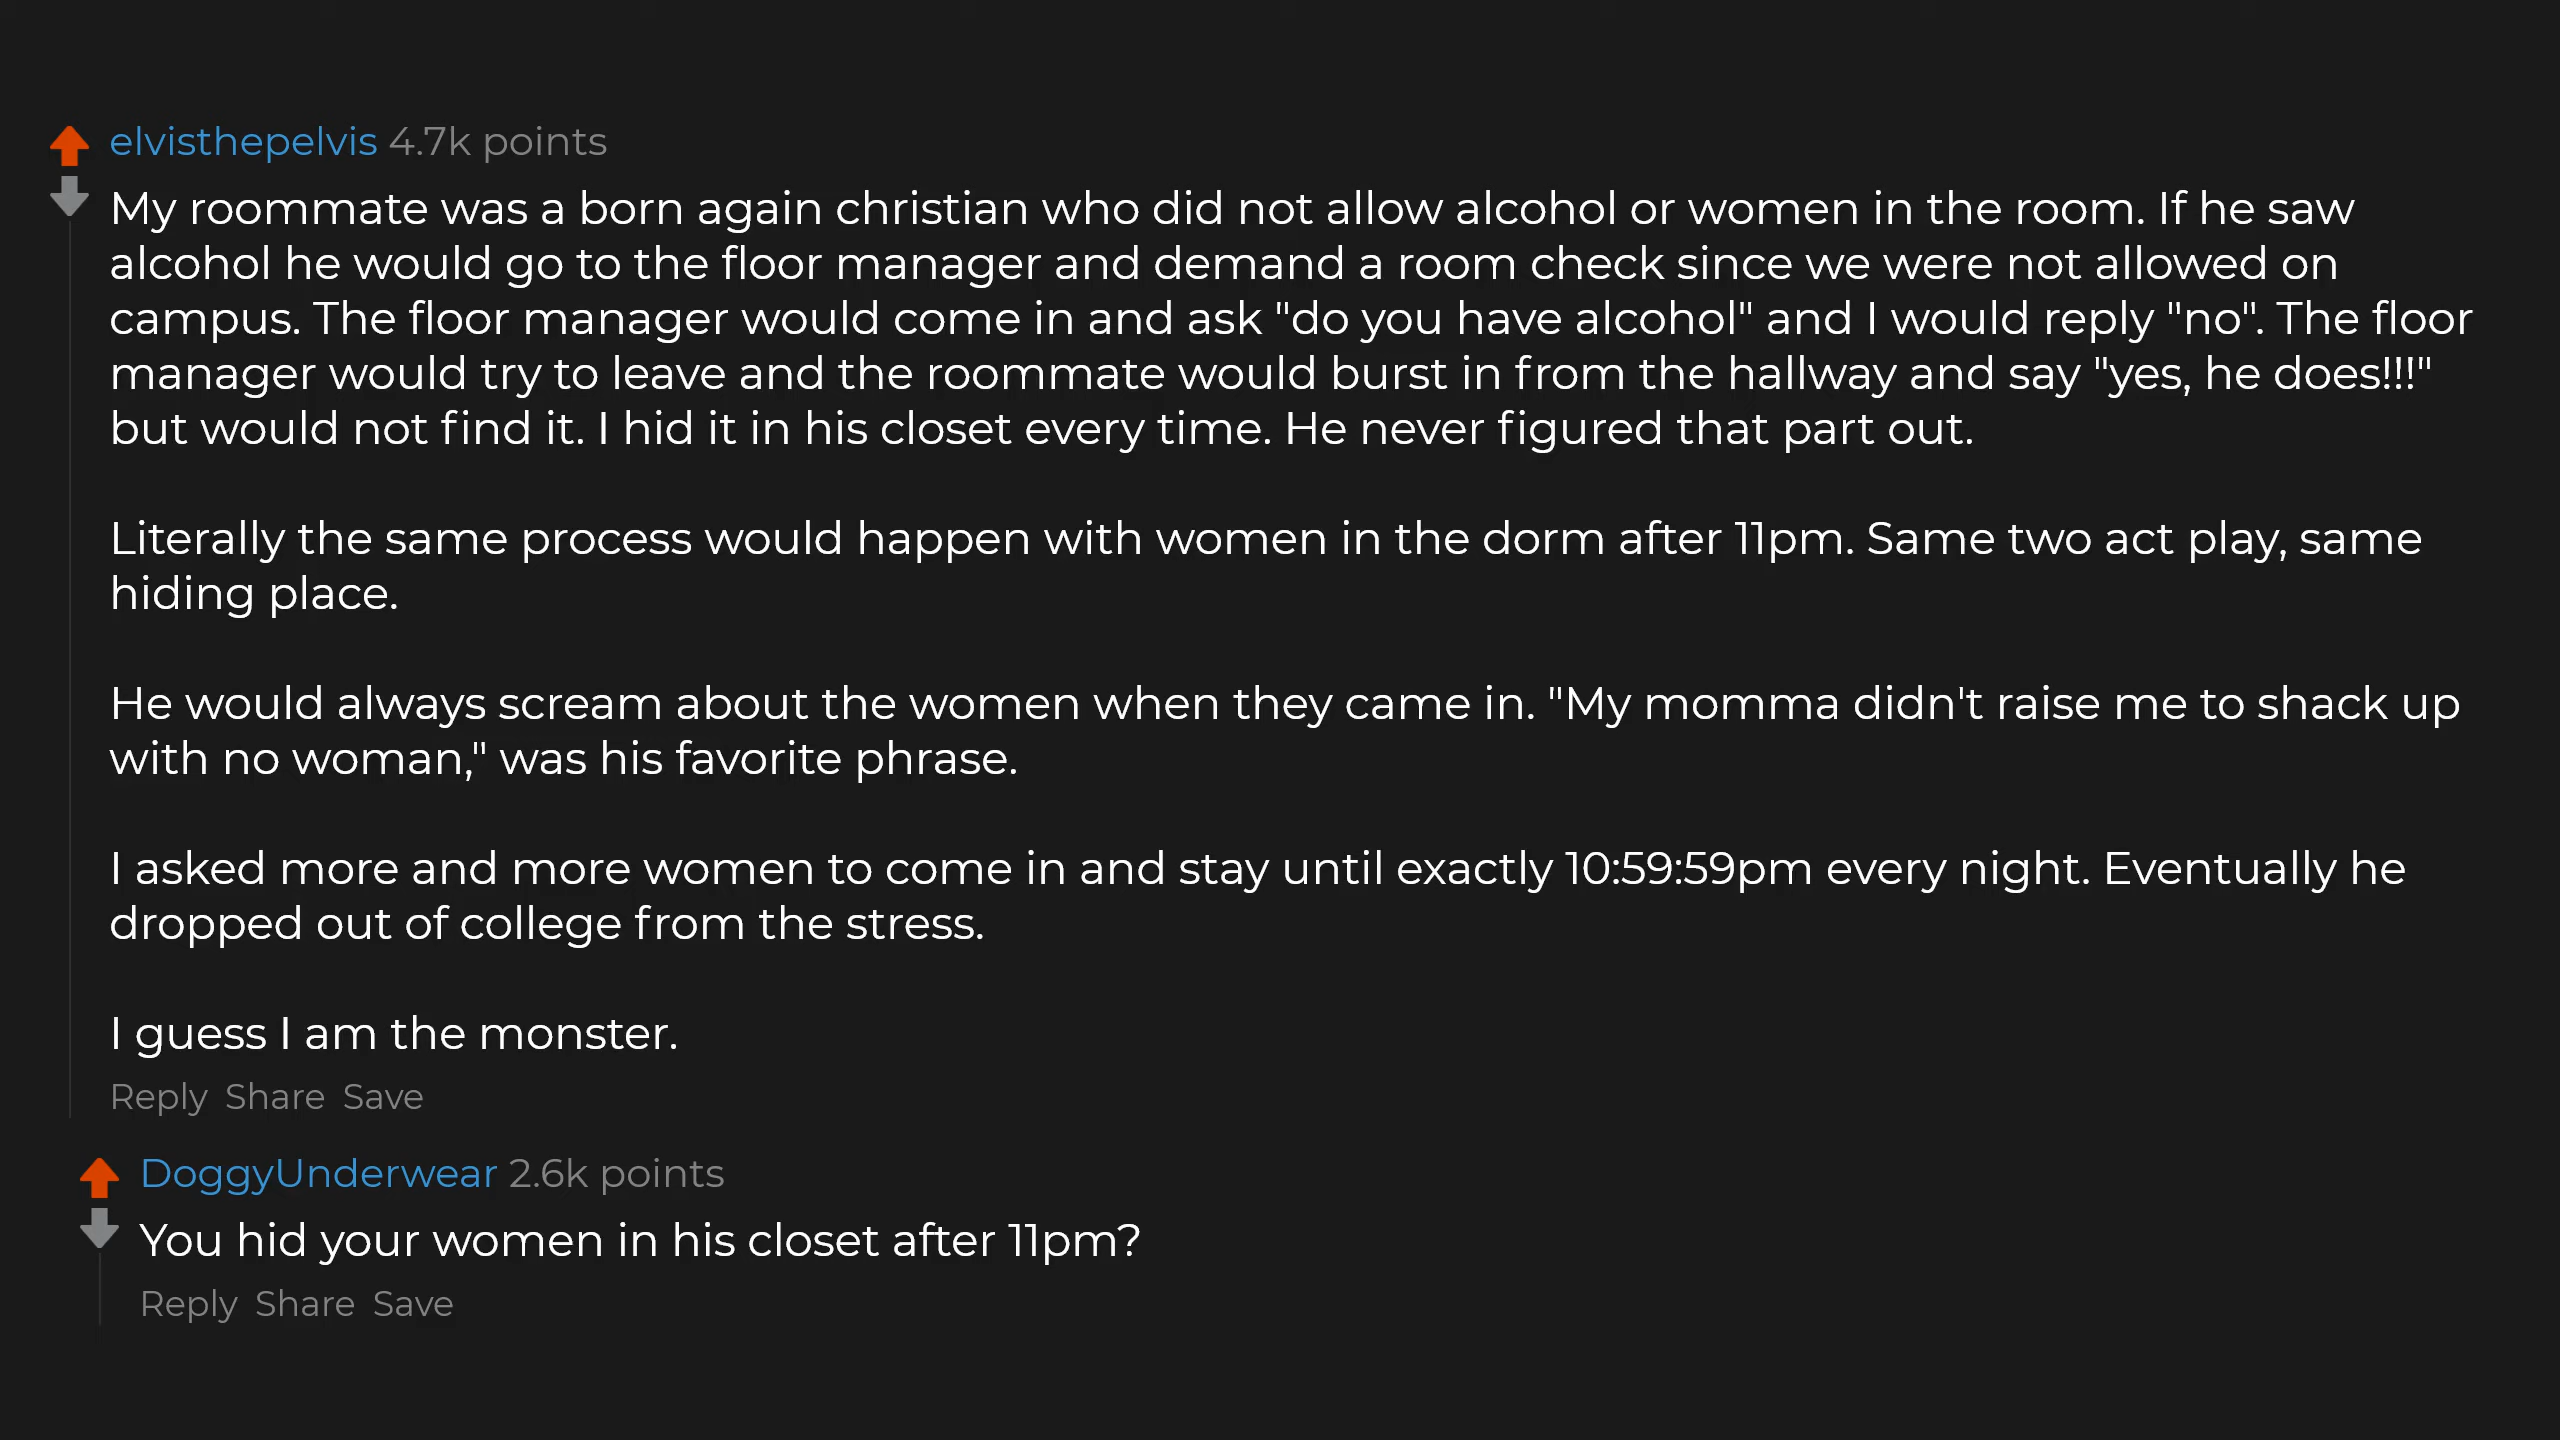 elvisthepelvis 4.7k points
My roommate was a born again christian who did not allow alcohol or women in the room. If he saw
alcohol he would go to the floor manager and demand a room check since we were not allowed on
campus. The floor manager would come in and ask "do you have alcohol" and I would reply "no". The floor
manager would try to leave and the roommate would burst in from the hallway and say "yes, he does!!!"
but would not find it. I hid it in his closet every time. He never figured that part out.
Literally the same process would happen with women in the dorm after 11pm. Same two act play, same
hiding place.
He would always scream about the women when they came in. "My momma didn't raise me to shack up
with no woman," was his favorite phrase.
I asked more and more women to come in and stay until exactly 10:59:59pm every night. Eventually he
dropped out of college from the stress.
I guess I am the monster.
Reply Share Save
DoggyUnderwear 2.6k points
You hid your women in his closet after 11pm?
Reply Share Save